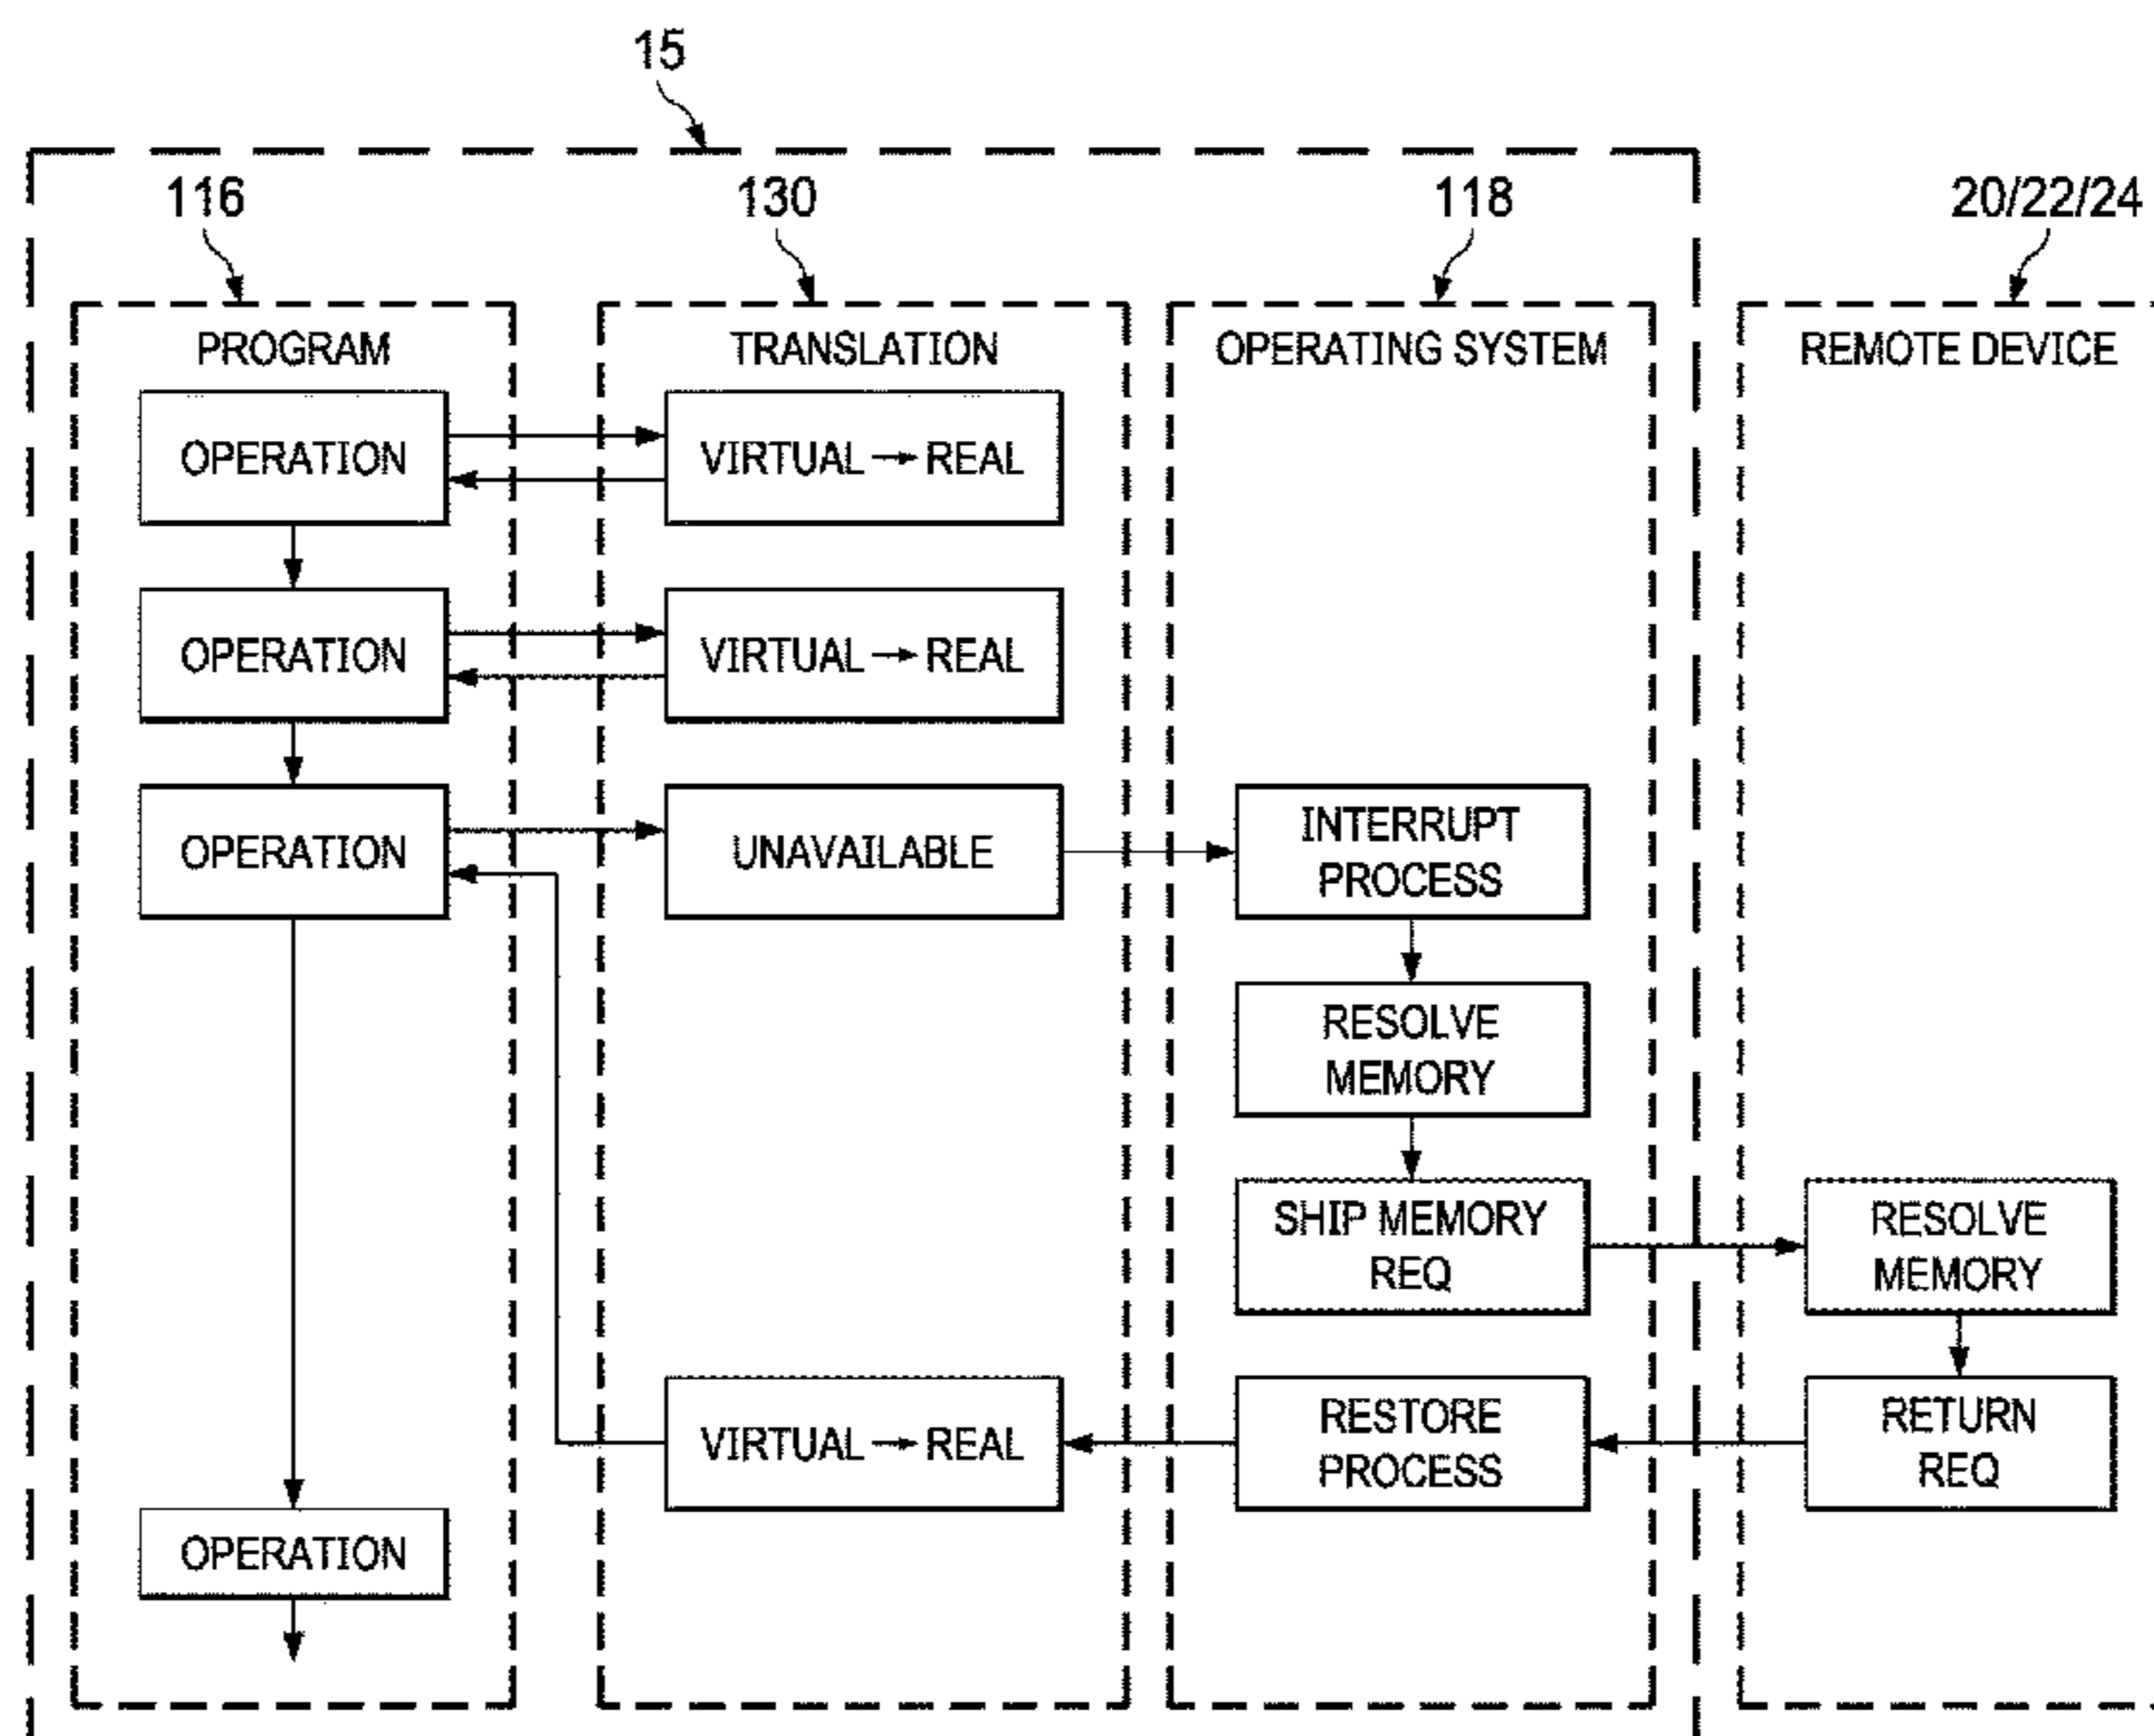 15
116
130
118
20/22/24
PROGRAM
TRANSLATION
OPERATING SYSTEM
REMOTE DEVICE
OPERATION
VIRTUAL → REAL
OPERATION
VIRTUAL → REAL
OPERATION
UNAVAILABLE
INTERRUPT
PROCESS
RESOLVE
MEMORY
SHIP MEMORY
REQ
RESOLVE
MEMORY
VIRTUAL → REAL
RESTORE
PROCESS
RETURN
REQ
OPERATION